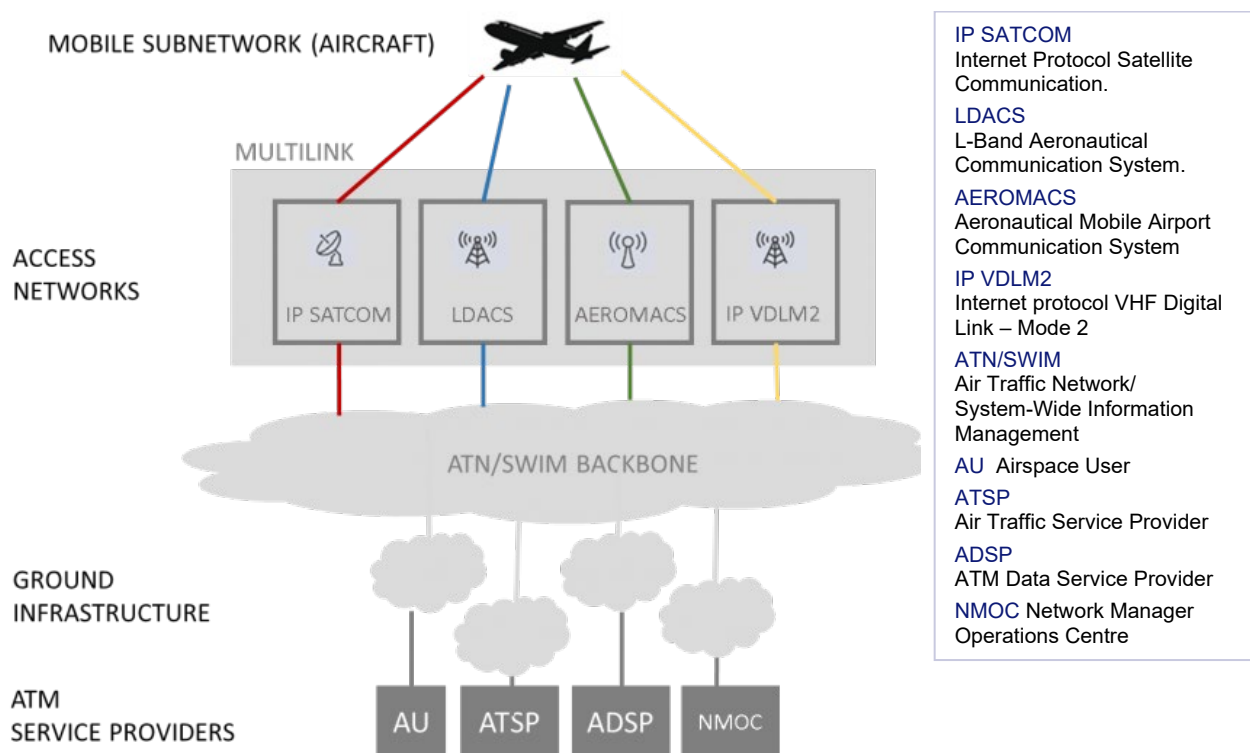 MOBILE SUBNETWORK (AIRCRAFT)
MULTILINK
ACCESS
NETWORKS
IP SATCOM
LDACS
AEROMACS
IP VDLM2
ATN/SWIM BACKBONE
GROUND
INFRASTRUCTURE
ATM
SERVICE PROVIDERS
AU
ATSP
ADSP
NMOC
IP SATCOM
Internet Protocol Satellite
Communication.
LDACS
L-Band Aeronautical
Communication System.
AEROMACS
Aeronautical Mobile Airport
Communication System
IP VDLM2
Internet protocol VHF Digital
Link – Mode 2
ATN/SWIM
Air Traffic Network/
System-Wide Information
Management
AU Airspace User
ATSP
Air Traffic Service Provider
ADSP
ATM Data Service Provider
NMOC Network Manager
Operations Centre